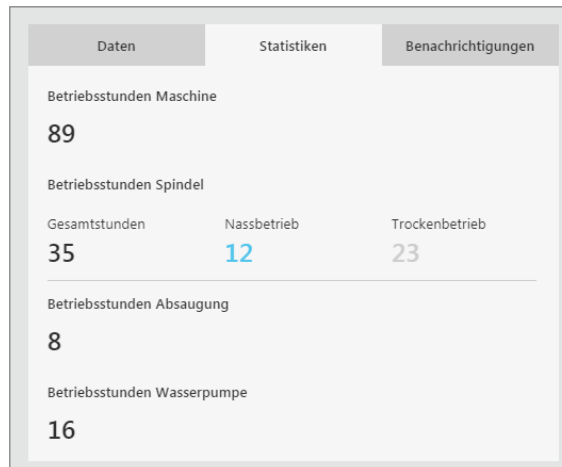 Daten Statistiken Benachrichtigungen
Betriebsstunden Maschine
89
Betriebsstunden Spindel
Gesamtstunden Nassbetrieb Trockenbetrieb
35 12 23
Betriebsstunden Absaugung
8
Betriebsstunden Wasserpumpe
16